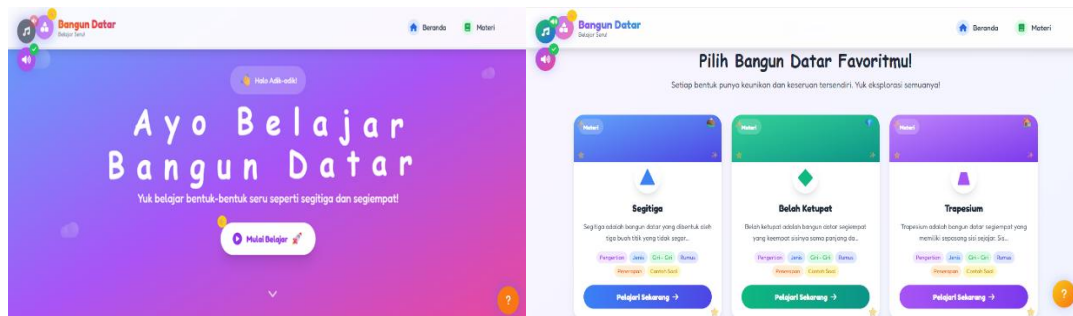 Bangun Datar
Belajar Seru!
Beranda
Materi
Halo Adik-adik!
Ayo Belajar
Bangun Datar
Yuk belajar bentuk-bentuk seru seperti segitiga dan segiempat!
Mulai Belajar
?
Bangun Datar
Belajar Seru!
Beranda
Materi
Pilih Bangun Datar Favoritmu!
Setiap bentuk punya keunikan dan keseruan tersendiri. Yuk eksplorasi semuanya!
Materi
Segitiga
Segitiga adalah bangun datar yang dibentuk oleh
tiga buah titik yang tidak segar...
Pengertian Jenis Ciri - Ciri Rumus
Penerapan Contoh Soal
Pelajari Sekarang →
Materi
Belah Ketupat
Belah ketupat adalah bangun datar segiempat
yang keempat sisinya sama panjang da...
Pengertian Jenis Ciri - Ciri Rumus
Penerapan Contoh Soal
Pelajari Sekarang →
Materi
Trapesium
Trapesium adalah bangun datar segiempat yang
memiliki sepasang sisi sejajar. Sis...
Pengertian Jenis Ciri - Ciri Rumus
Penerapan Contoh Soal
Pelajari Sekarang →
?